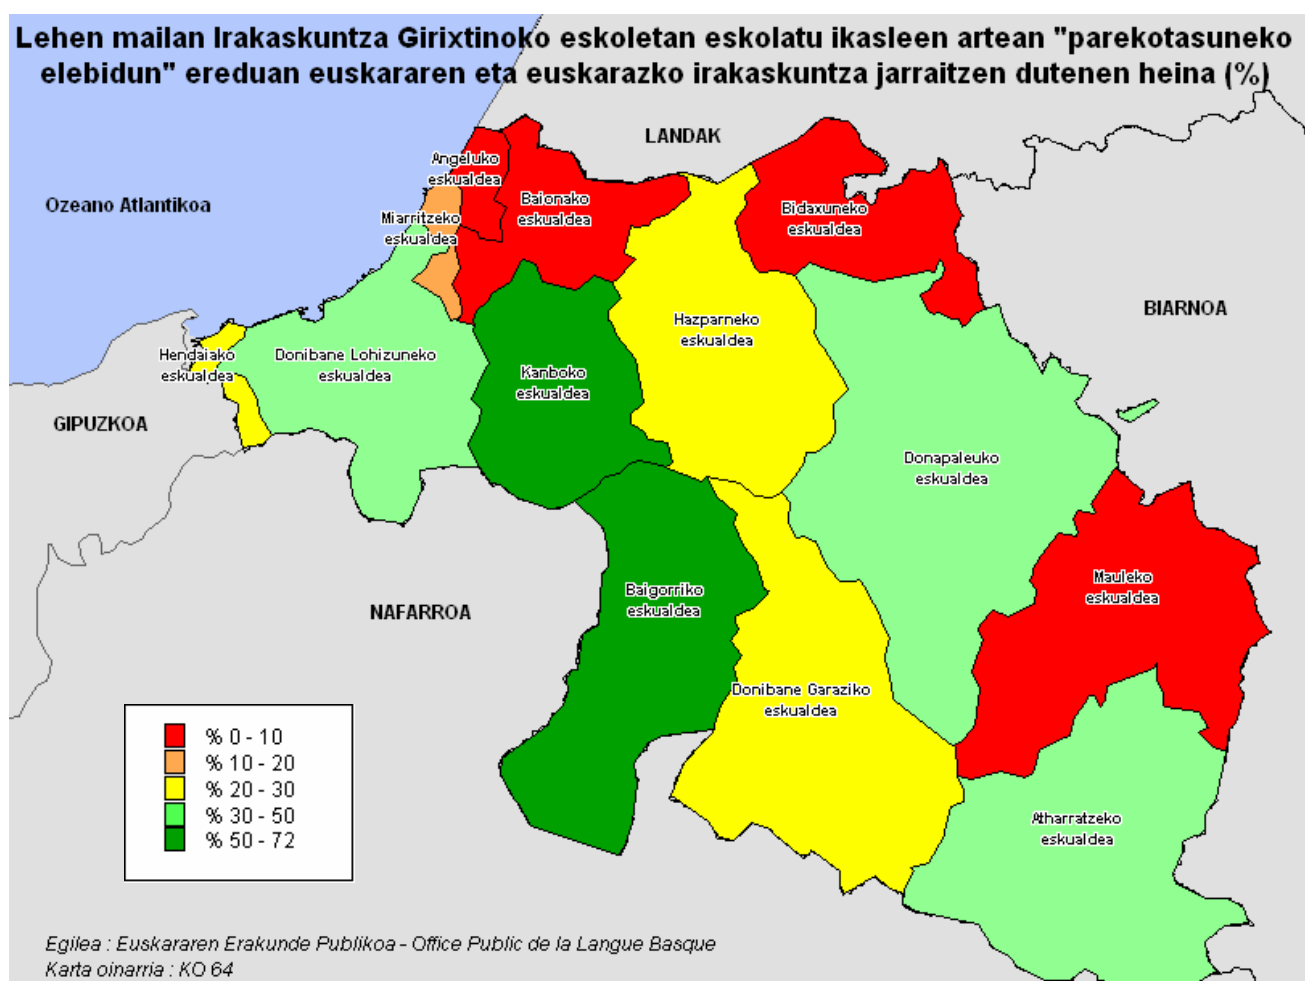 Lehen mailan Irakaskuntza Girixtinoko eskoletan eskolatu ikasleen artean "parekotasuneko
elebidun" ereduan euskararen eta euskarazko irakaskuntza jarraitzen dutenen heina (%)
LANDAK
Angeluko
eskualdea
Ozeano Atlantikoa
Baionako
eskualdea
Bidaxuneko
eskualdea
Miarritzeko
eskualdea
BIARNOA
Hazparneko
eskualdea
Hendaiako
eskualdea
Donibane Lohizuneko
eskualdea
Kanboko
eskualdea
GIPUZKOA
Donapaleuko
eskualdea
Mauleko
eskualdea
Baigorriko
eskualdea
NAFARROA
Donibane Garaziko
eskualdea
% 0 - 10
% 10 - 20
% 20 - 30
% 30 - 50
% 50 - 72
Atharratzeko
eskualdea
Egilea : Euskararen Erakunde Publikoa - Office Public de la Langue Basque
Karta oinarria : KO 64